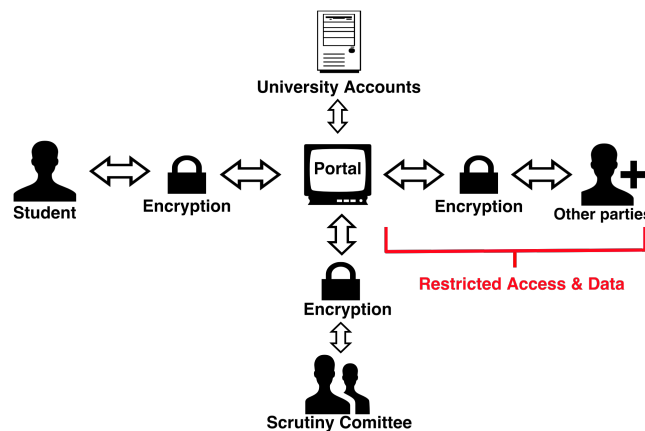 University Accounts
Portal
Student
Encryption
Encryption
Other parties
Restricted Access & Data
Encryption
Scrutiny Comittee